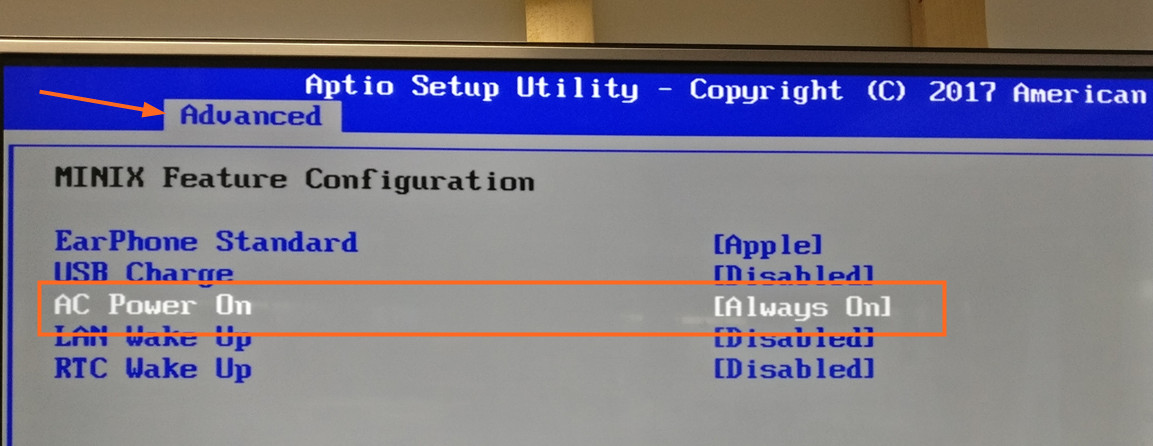 Aptio Setup Utility - Copyright (C) 2017 American
Advanced
MINIX Feature Configuration
EarPhone Standard [Apple]
USB Charge [Disabled]
AC Power On [Always On]
LAN Wake Up [Disabled]
RTC Wake Up [Disabled]